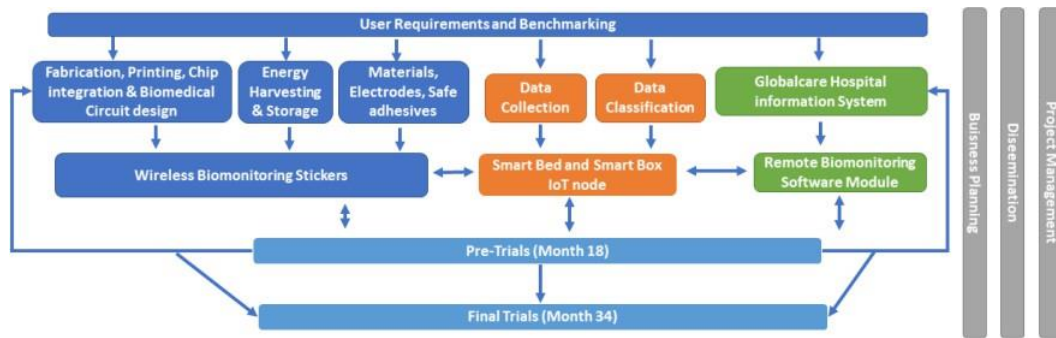 User Requirements and Benchmarking
Fabrication, Printing, Chip
integration & Biomedical
Circuit design
Energy
Harvesting
& Storage
Materials,
Electrodes, Safe
adhesives
Data
Collection
Data
Classification
Globalcare Hospital
information System
Wireless Biomonitoring Stickers
Smart Bed and Smart Box
IoT node
Remote Biomonitoring
Software Module
Pre-Trials (Month 18)
Final Trials (Month 34)
Buisness Planning
Diseemination
Project Management